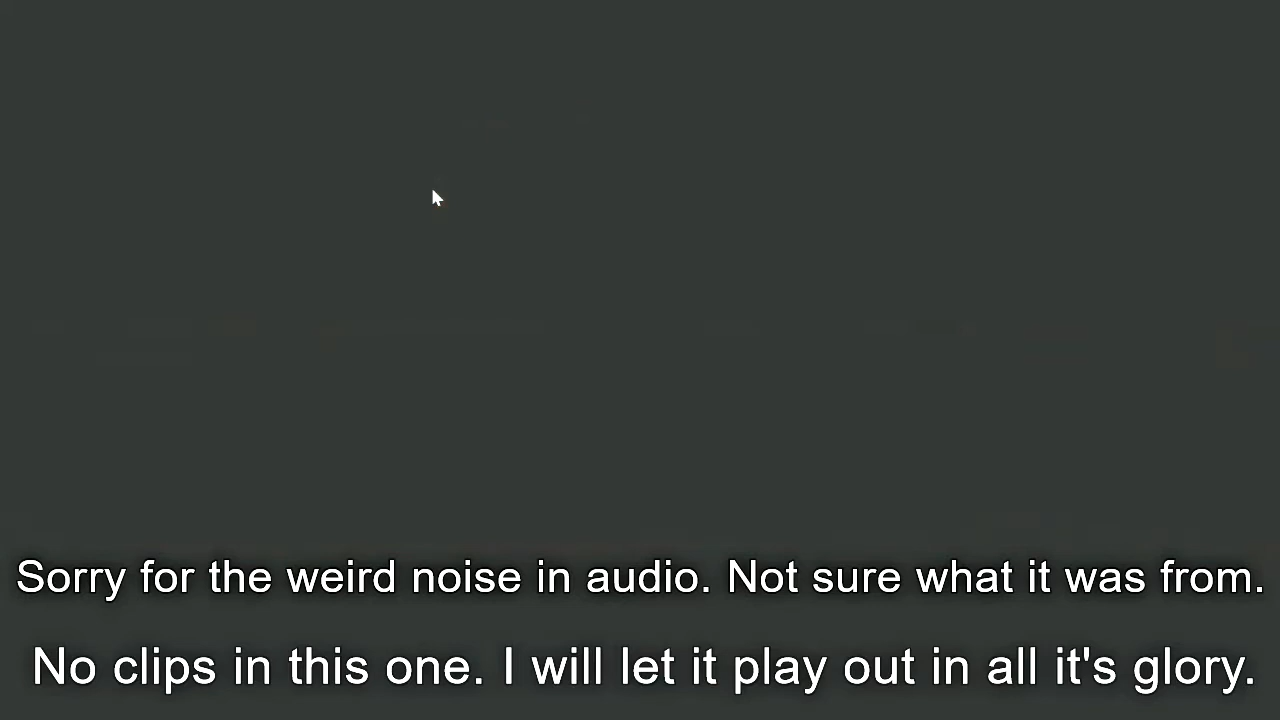 Sorry for the weird noise in audio. Not sure what it was from.
No clips in this one. I will let it play out in all it's glory.